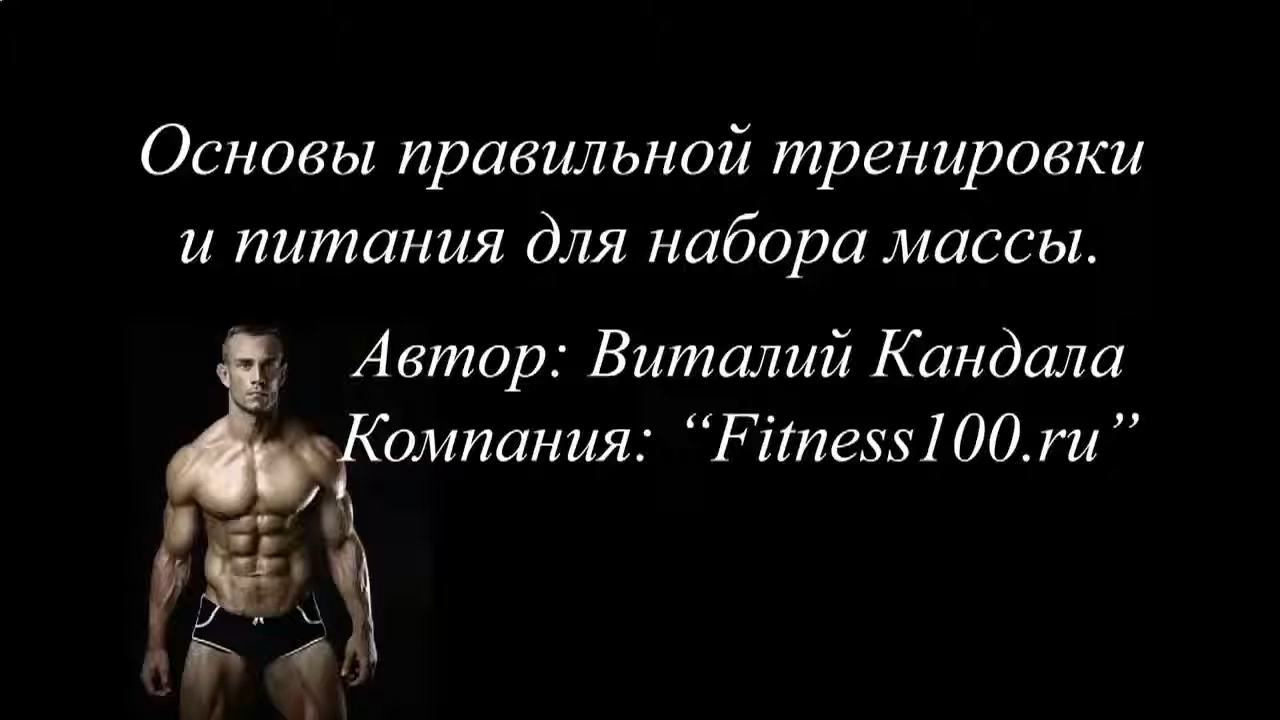 Основы правильной тренировки
и питания для набора массы.
Автор: Виталий Кандала
Компания: “Fitness100.ru”